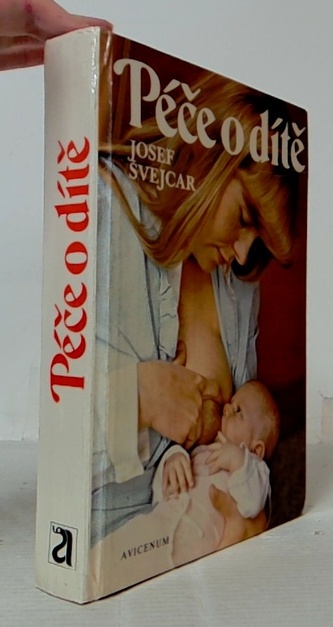 Péče o dítě
JOSEF
ŠVEJCAR
AVICENUM
Péče o dítě